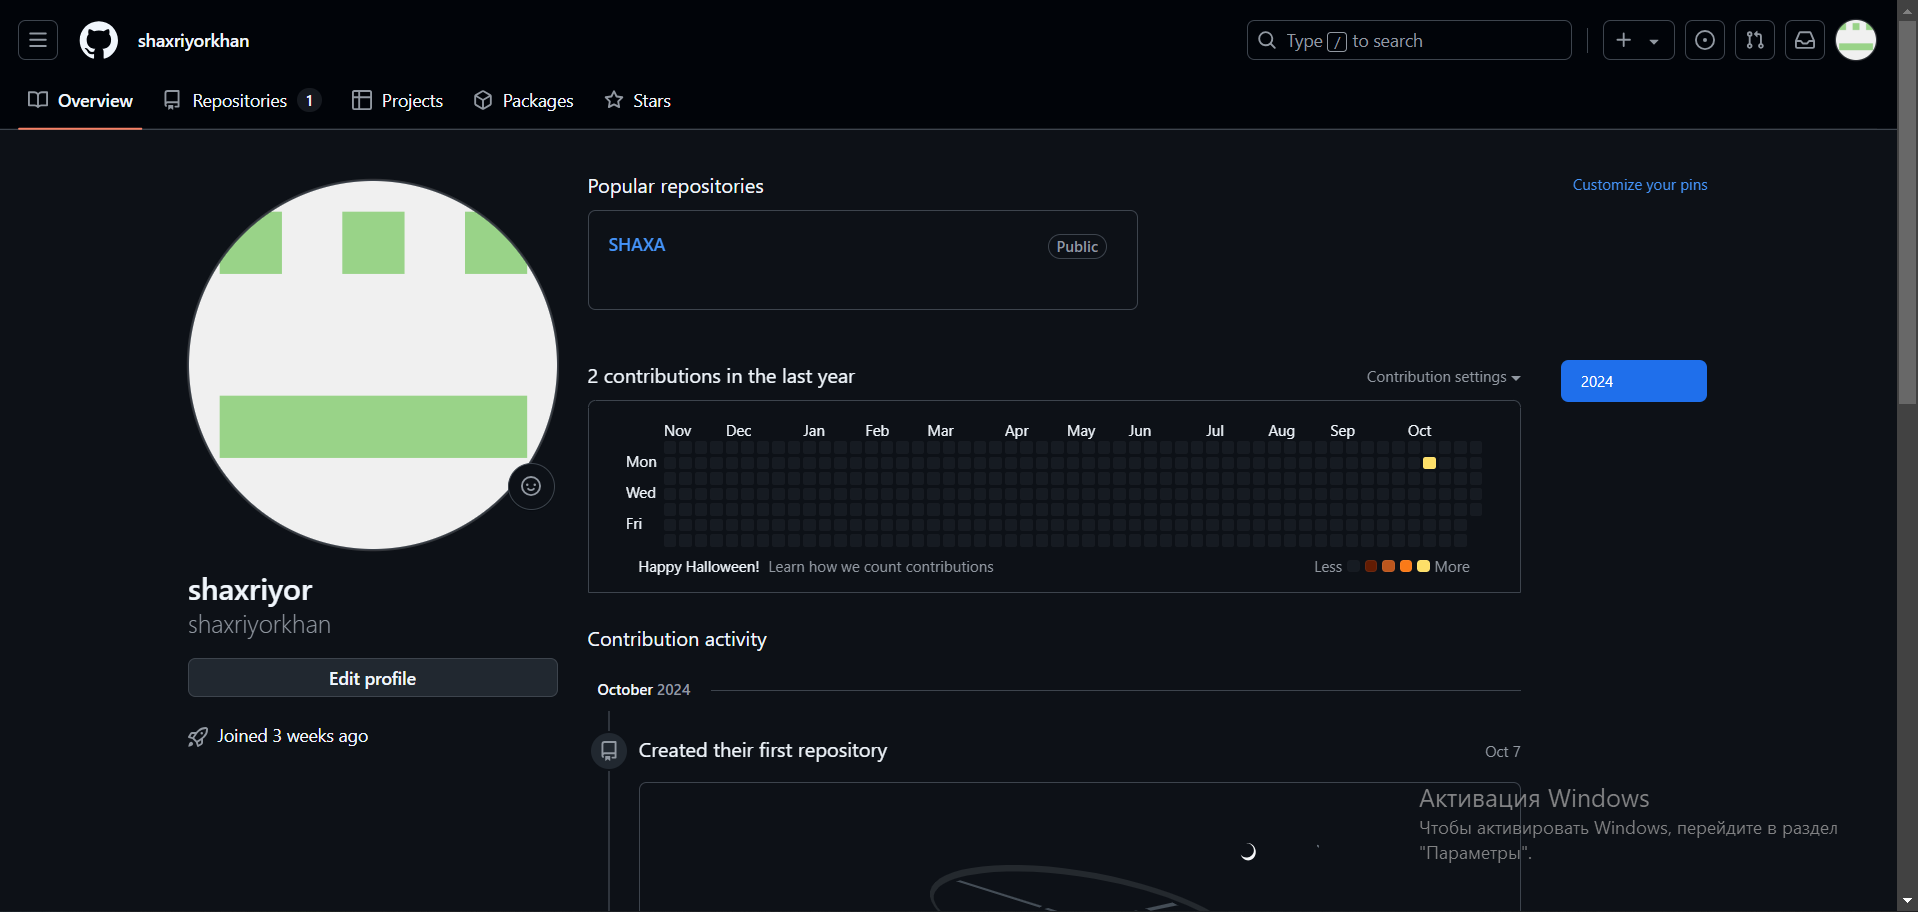 shaxriyorkhan
Type / to search
Overview
Repositories 1
Projects
Packages
Stars
Popular repositories
Customize your pins
SHAXA
Public
2 contributions in the last year
Contribution settings
2024
Nov Dec Jan Feb Mar Apr May Jun Jul Aug Sep Oct
Mon
Wed
Fri
Happy Halloween! Learn how we count contributions
Less More
shaxriyor
shaxriyorkhan
Edit profile
Joined 3 weeks ago
Contribution activity
October 2024
Created their first repository
Oct 7
Активация Windows
Чтобы активировать Windows, перейдите в раздел
"Параметры".